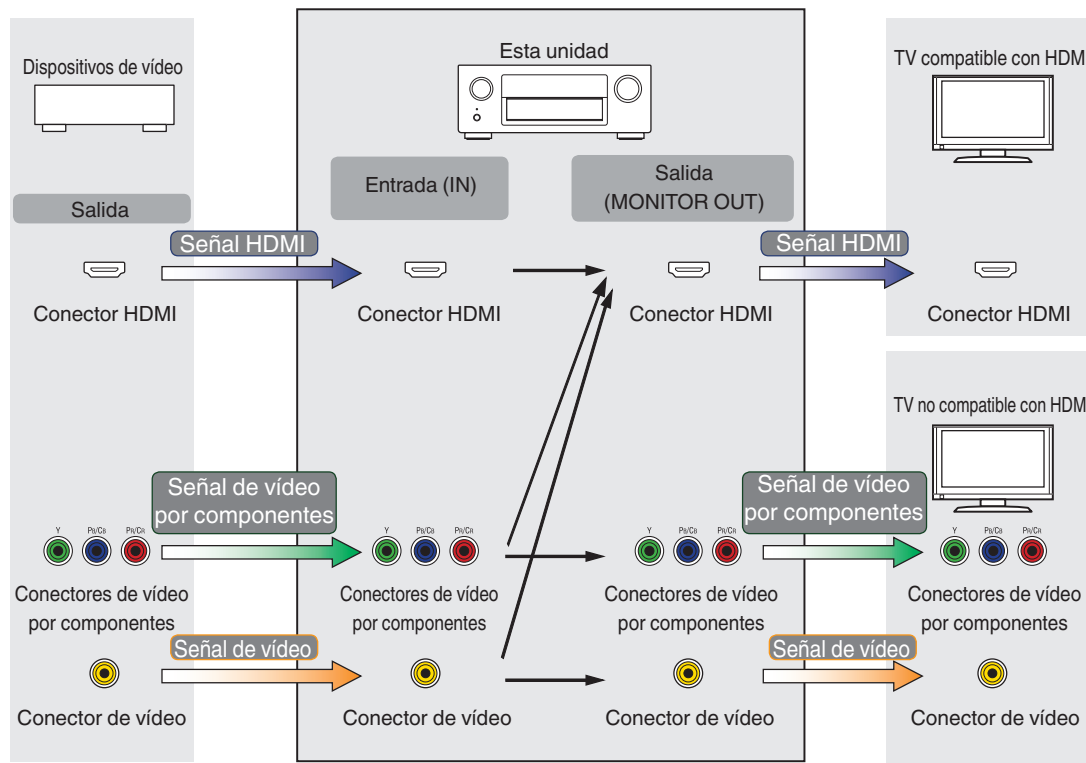 Dispositivos de vídeo
Esta unidad
TV compatible con HDM
Salida
Entrada (IN)
Salida
(MONITOR OUT)
Señal HDMI
Señal HDMI
Conector HDMI
Conector HDMI
Conector HDMI
Conector HDMI
TV no compatible con HDM
Señal de vídeo
por componentes
Señal de vídeo
por componentes
Y PB/CB PR/CR
Y PB/CB PR/CR
Y PB/CB PR/CR
Y PB/CB PR/CR
Conectores de vídeo
por componentes
Conectores de vídeo
por componentes
Conectores de vídeo
por componentes
Conectores de vídeo
por componentes
Señal de vídeo
Señal de vídeo
Conector de vídeo
Conector de vídeo
Conector de vídeo
Conector de vídeo